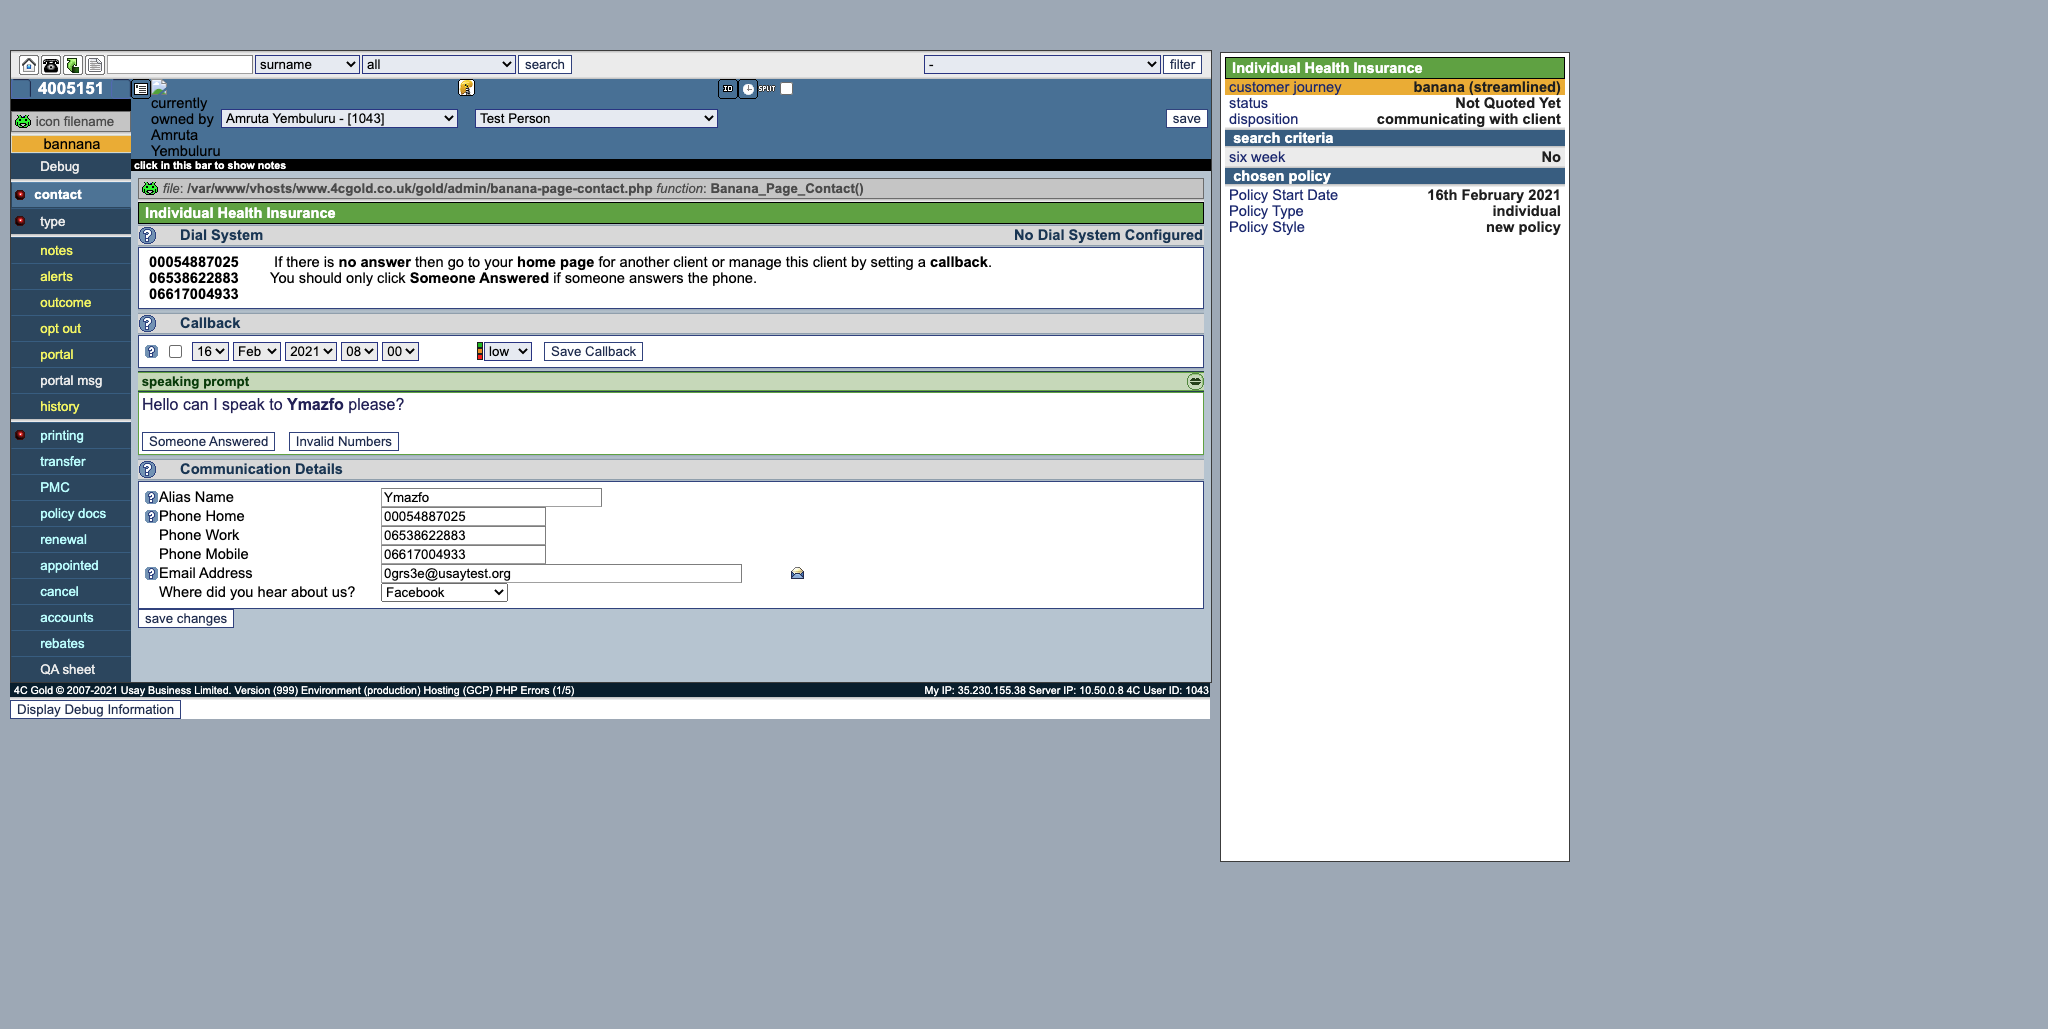 surname all search - filter
4005151 ID SPLIT
currently owned by Amruta Yembuluru Amruta Yembuluru - [1043] Test Person save
click in this bar to show notes
icon filename
bannana
Debug
contact
type
notes
alerts
outcome
opt out
portal
portal msg
history
printing
transfer
PMC
policy docs
renewal
appointed
cancel
accounts
rebates
QA sheet
file: /var/www/vhosts/www.4cgold.co.uk/gold/admin/banana-page-contact.php function: Banana_Page_Contact()
Individual Health Insurance
? Dial System No Dial System Configured
00054887025 If there is no answer then go to your home page for another client or manage this client by setting a callback.
06538622883 You should only click Someone Answered if someone answers the phone.
06617004933
? Callback
? 16 Feb 2021 08 00 low Save Callback
speaking prompt
Hello can I speak to Ymazfo please?
Someone Answered Invalid Numbers
? Communication Details
? Alias Name Ymazfo
? Phone Home 00054887025
Phone Work 06538622883
Phone Mobile 06617004933
? Email Address 0grs3e@usaytest.org
Where did you hear about us? Facebook
save changes
4C Gold © 2007-2021 Usay Business Limited. Version (999) Environment (production) Hosting (GCP) PHP Errors (1/5) My IP: 35.230.155.38 Server IP: 10.50.0.8 4C User ID: 1043
Display Debug Information
Individual Health Insurance
customer journey banana (streamlined)
status Not Quoted Yet
disposition communicating with client
search criteria
six week No
chosen policy
Policy Start Date 16th February 2021
Policy Type individual
Policy Style new policy